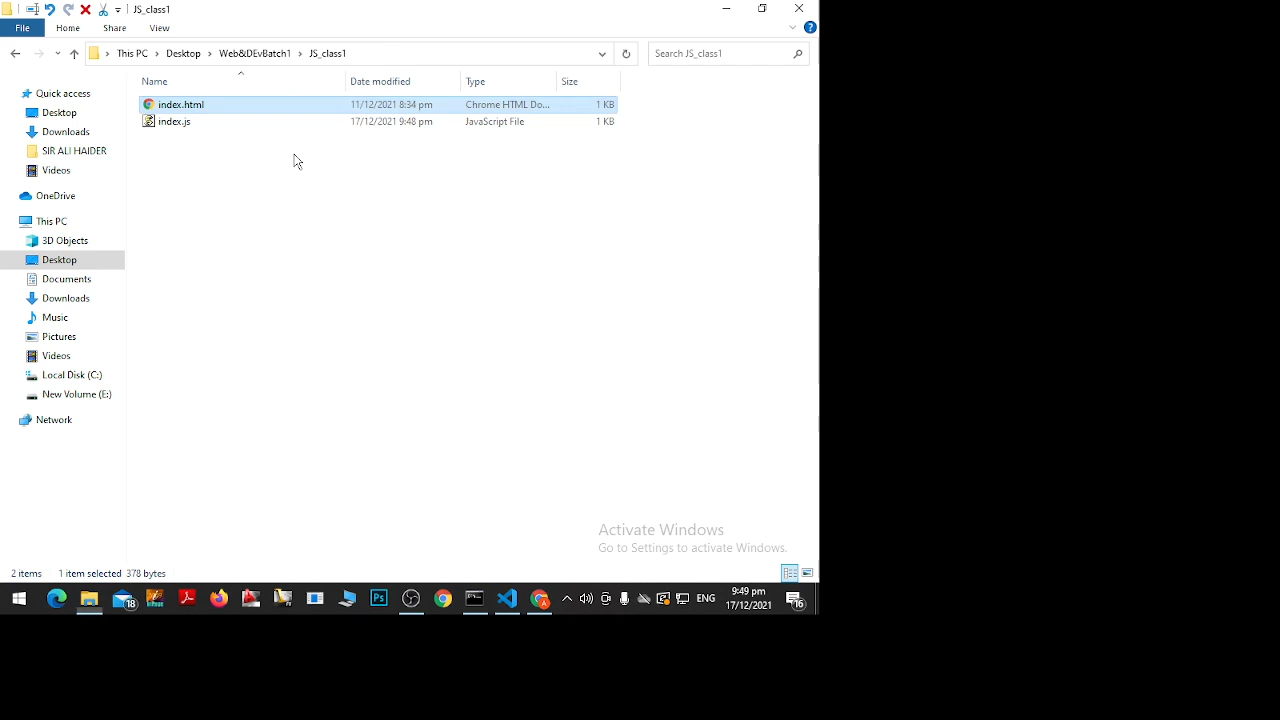 JS_class1
File Home Share View
This PC Desktop Web&DEvBatch1 JS_class1 Search JS_class1
Name Date modified Type Size
Quick access index.html 11/12/2021 8:34 pm Chrome HTML Do... 1 KB
Desktop index.js 17/12/2021 9:48 pm JavaScript File 1 KB
Downloads
SIR ALI HAIDER
Videos
OneDrive
This PC
3D Objects
Desktop
Documents
Downloads
Music
Pictures
Videos
Local Disk (C:)
New Volume (E:)
Network
Activate Windows
Go to Settings to activate Windows.
2 items 1 item selected 378 bytes
18 Ps ENG 9:49 pm 16
17/12/2021